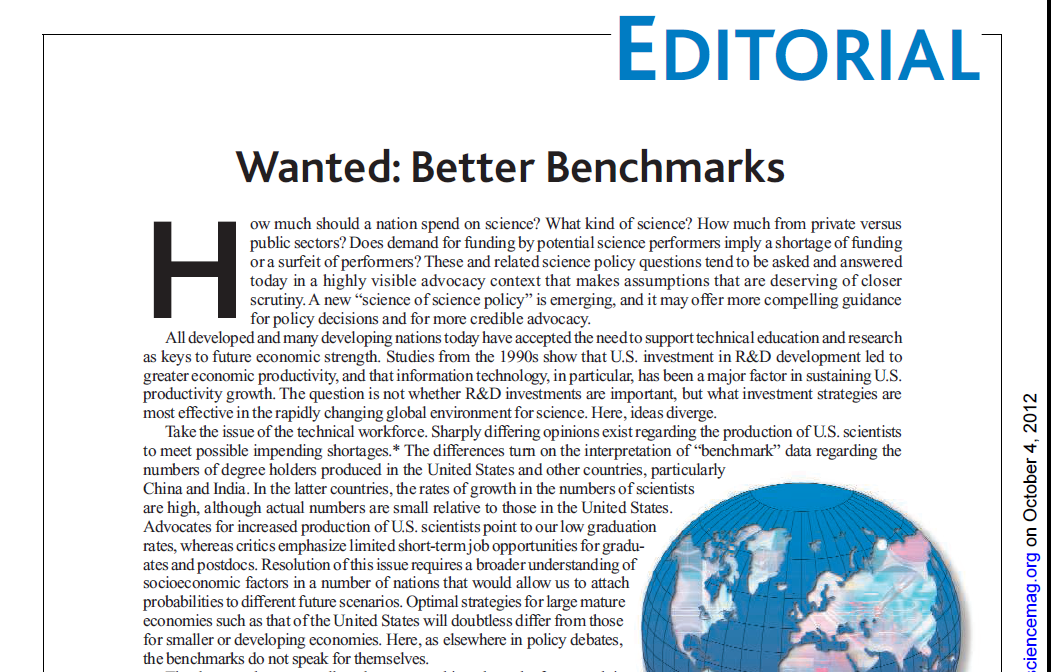 EDITORIAL
Wanted: Better Benchmarks
How much should a nation spend on science? What kind of science? How much from private versus
public sectors? Does demand for funding by potential science performers imply a shortage of funding
or a surfeit of performers? These and related science policy questions tend to be asked and answered
today in a highly visible advocacy context that makes assumptions that are deserving of closer
scrutiny. A new “science of science policy” is emerging, and it may offer more compelling guidance
for policy decisions and for more credible advocacy.
All developed and many developing nations today have accepted the need to support technical education and research
as keys to future economic strength. Studies from the 1990s show that U.S. investment in R&D development led to
greater economic productivity, and that information technology, in particular, has been a major factor in sustaining U.S.
productivity growth. The question is not whether R&D investments are important, but what investment strategies are
most effective in the rapidly changing global environment for science. Here, ideas diverge.
Take the issue of the technical workforce. Sharply differing opinions exist regarding the production of U.S. scientists
to meet possible impending shortages.* The differences turn on the interpretation of “benchmark” data regarding the
numbers of degree holders produced in the United States and other countries, particularly
China and India. In the latter countries, the rates of growth in the numbers of scientists
are high, although actual numbers are small relative to those in the United States.
Advocates for increased production of U.S. scientists point to our low graduation
rates, whereas critics emphasize limited short-term job opportunities for gradu-
ates and postdocs. Resolution of this issue requires a broader understanding of
socioeconomic factors in a number of nations that would allow us to attach
probabilities to different future scenarios. Optimal strategies for large mature
economies such as that of the United States will doubtless differ from those
for smaller or developing economies. Here, as elsewhere in policy debates,
the benchmarks do not speak for themselves.
ciencemag.org on October 4, 2012